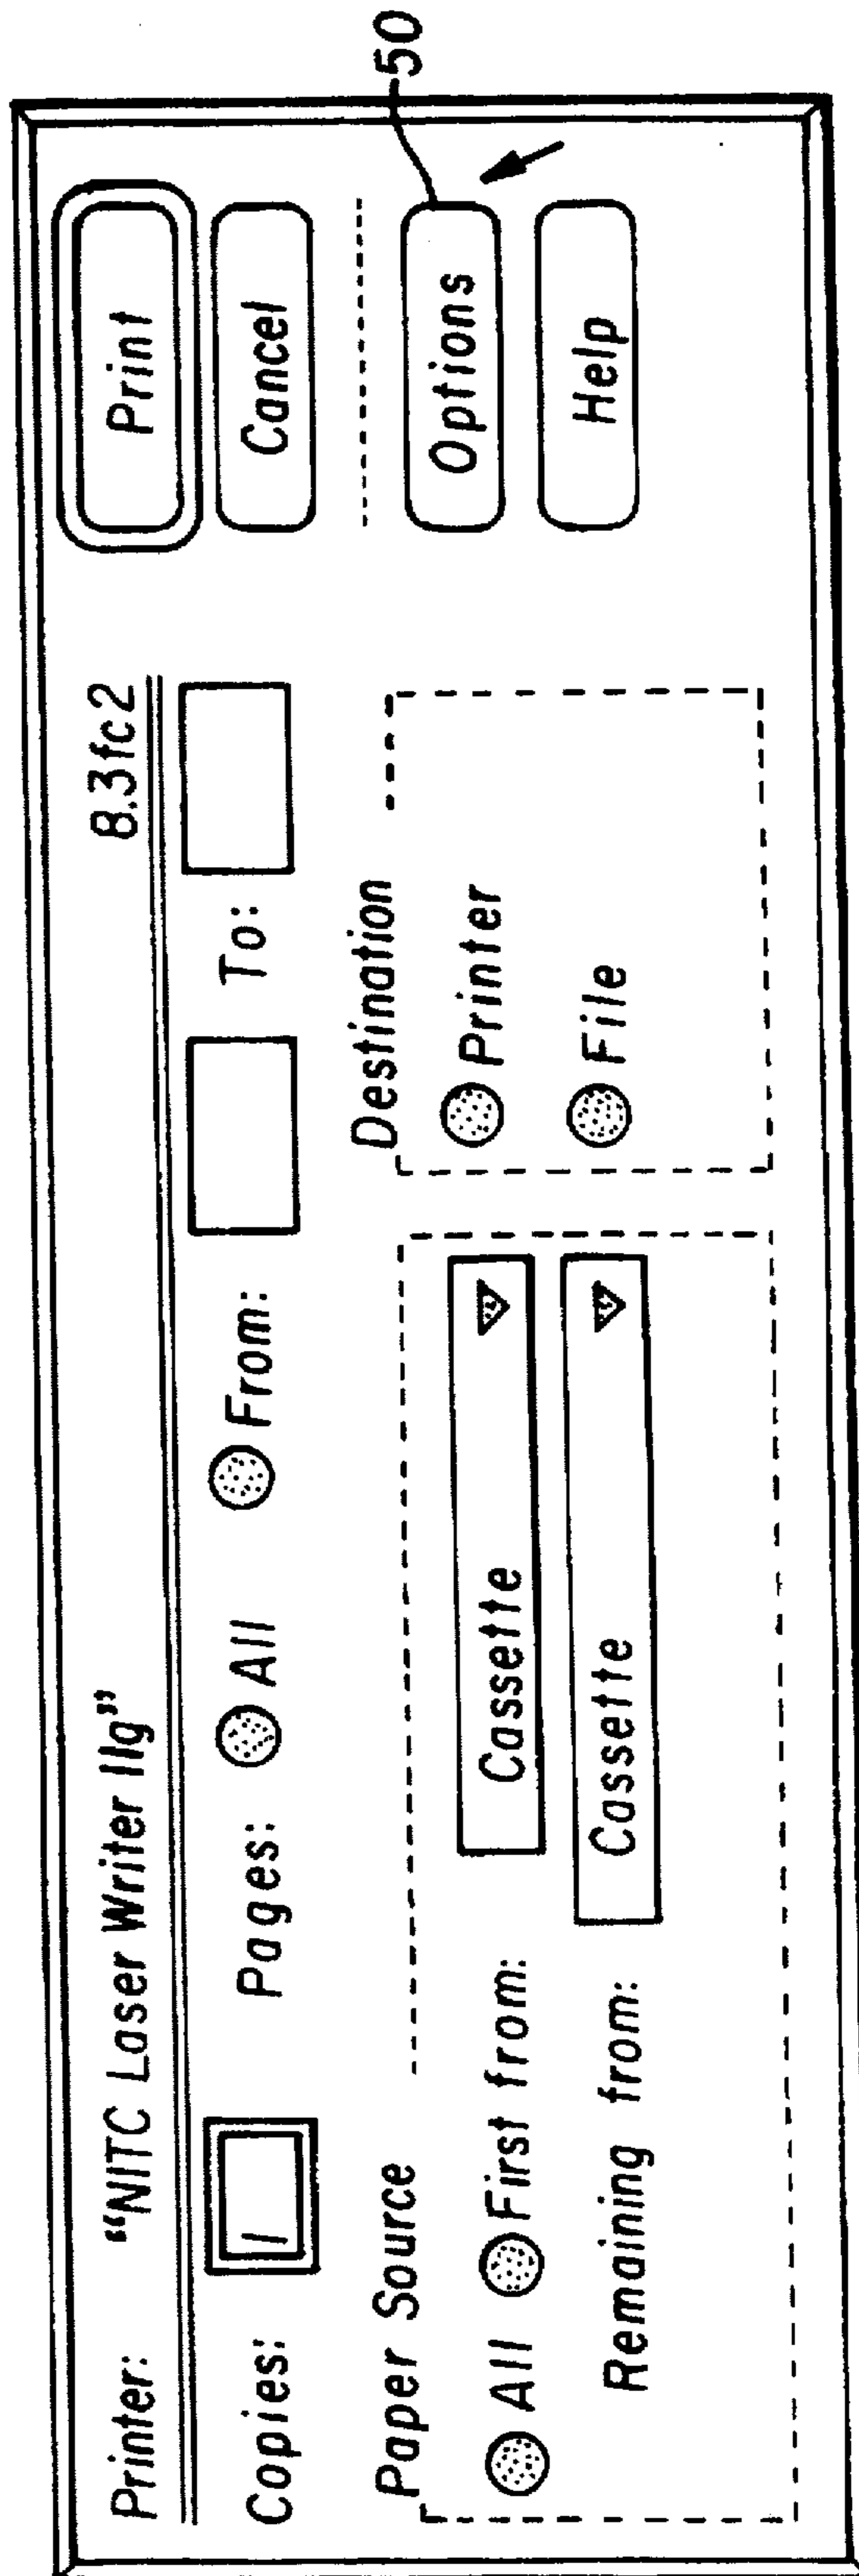 Printer: “NITC Laser Writer IIg” 8.3fc2 Print
Copies: 1 Pages: All From: To: Cancel
Paper Source Destination
50
All First from: Cassette Printer Options
Remaining from: Cassette File Help